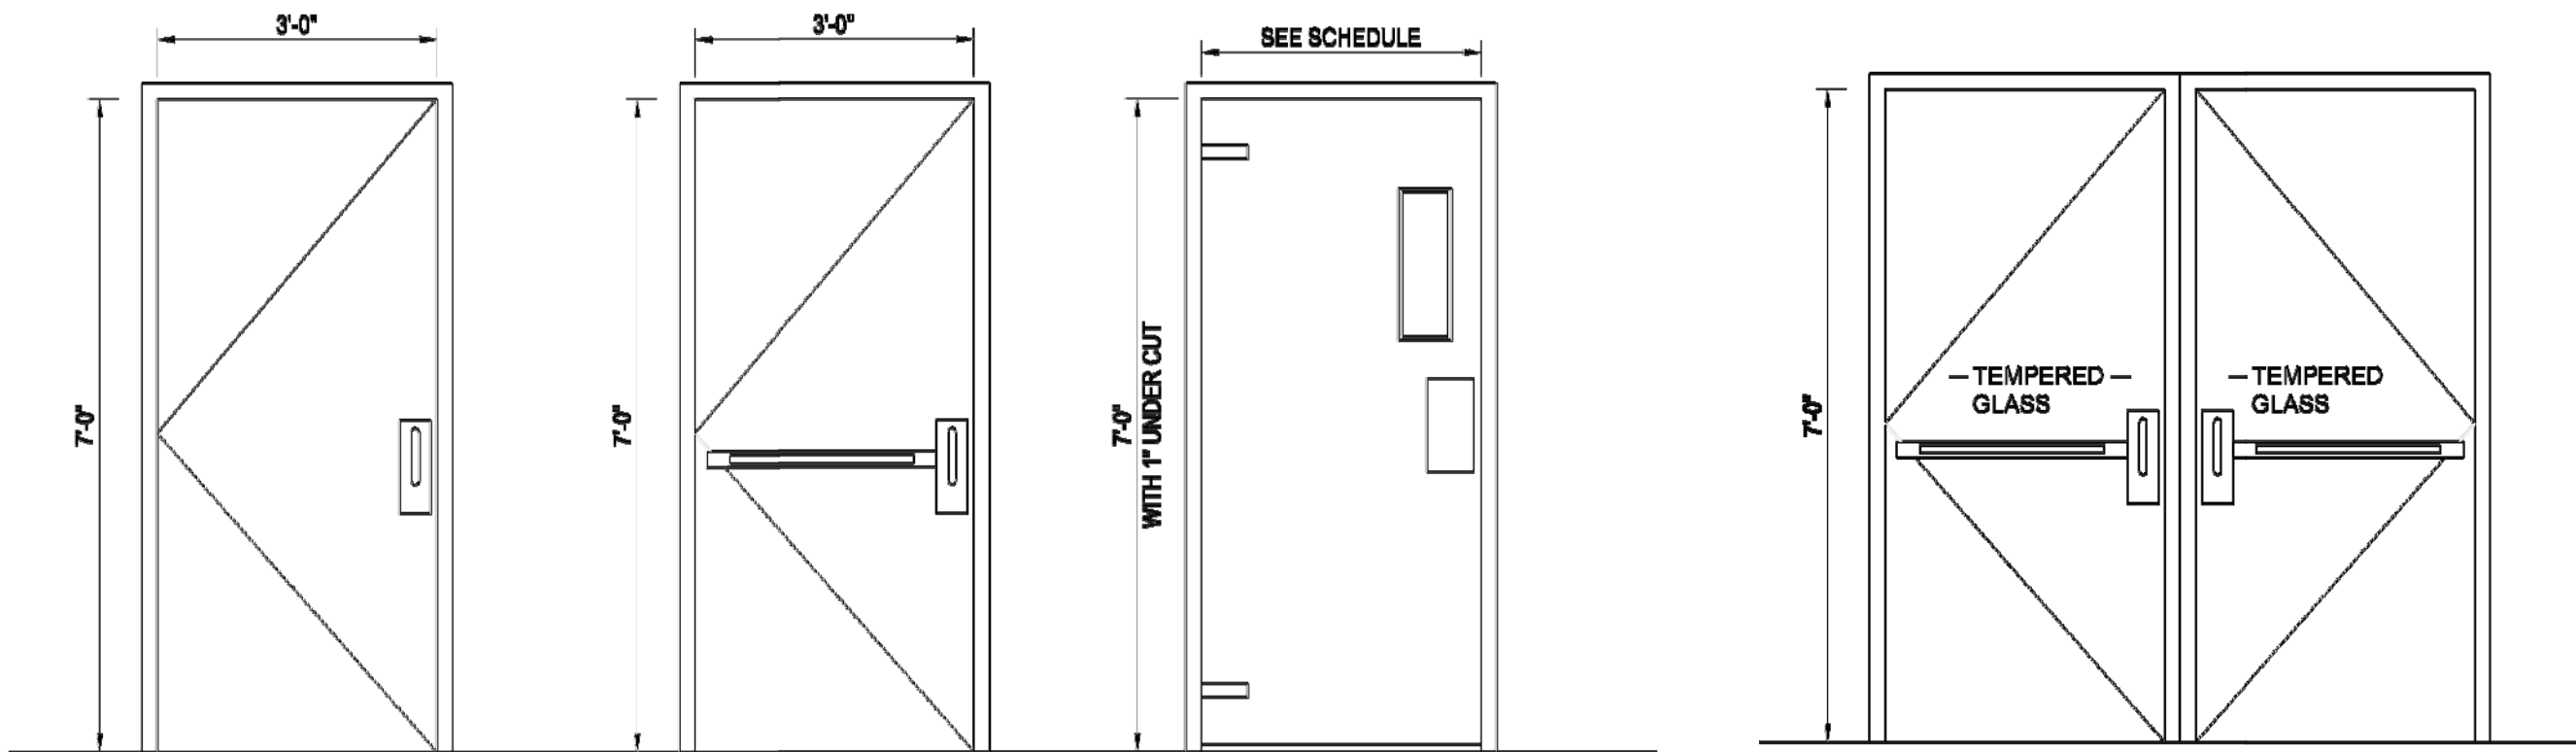 3'-0"
7'-0"
3'-0"
7'-0"
SEE SCHEDULE
7'-0"
WITH 1" UNDER CUT
7'-0"
— TEMPERED —
GLASS
— TEMPERED
GLASS